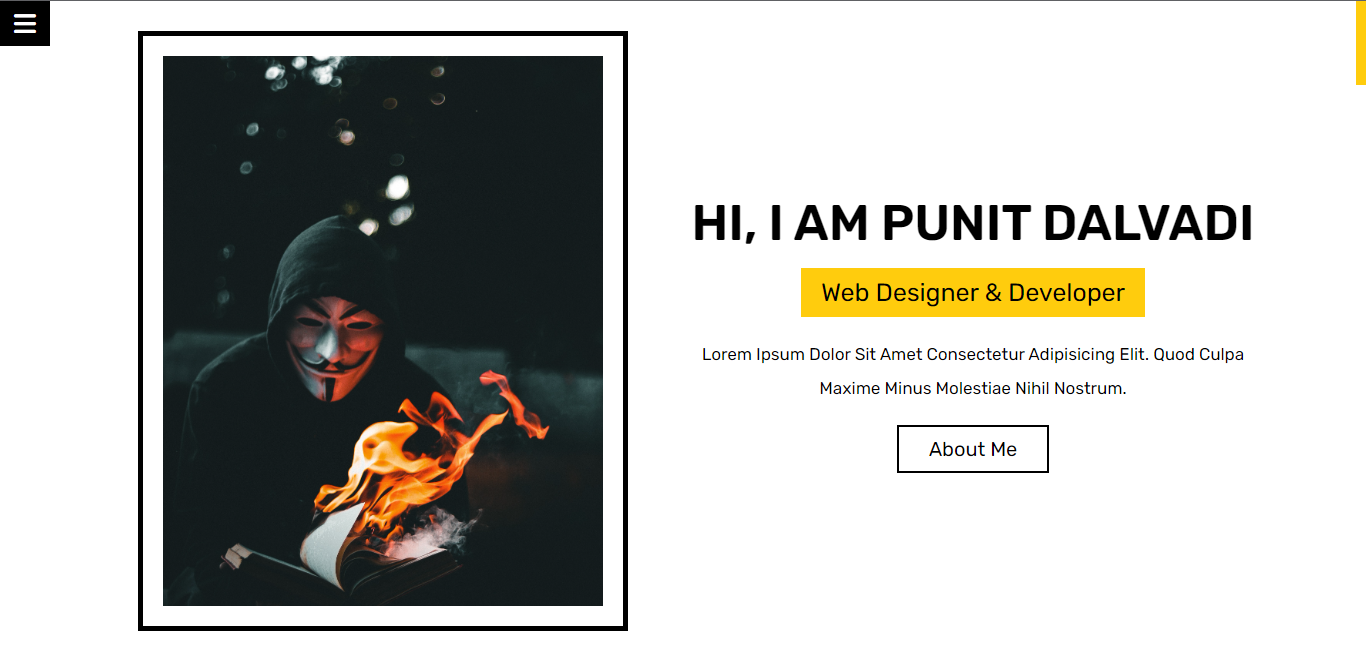 HI, I AM PUNIT DALVADI
Web Designer & Developer
Lorem Ipsum Dolor Sit Amet Consectetur Adipisicing Elit. Quod Culpa
Maxime Minus Molestiae Nihil Nostrum.
About Me